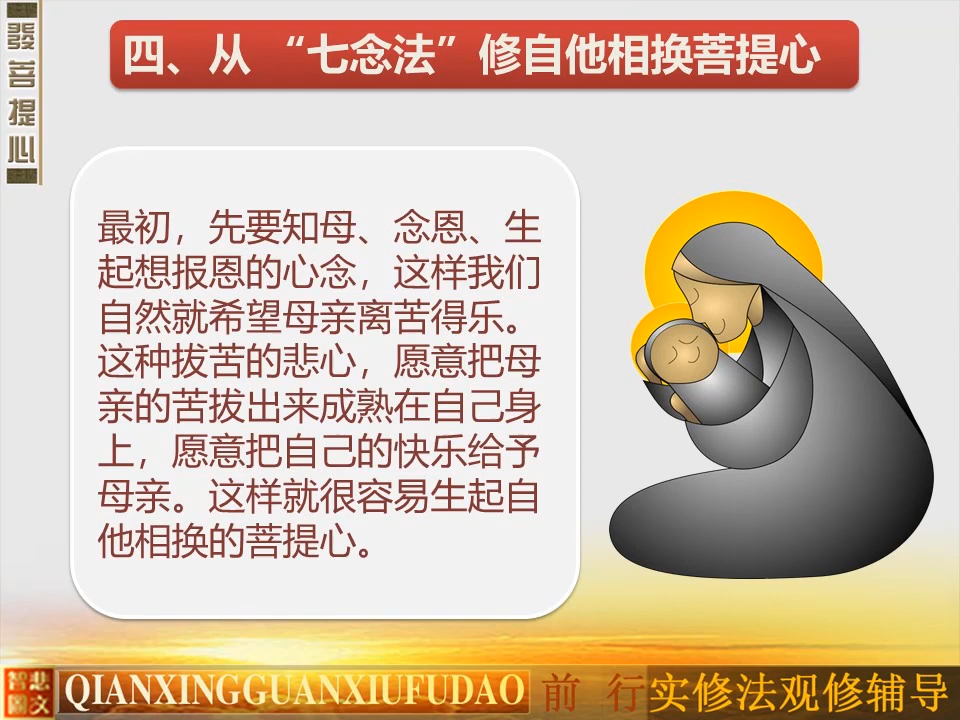 發菩提心
四、从 “七念法”修自他相换菩提心
最初，先要知母、念恩、生
起想报恩的心念，这样我们
自然就希望母亲离苦得乐。
这种拔苦的悲心，愿意把母
亲的苦拔出来成熟在自己身
上，愿意把自己的快乐给予
母亲。这样就很容易生起自
他相换的菩提心。
QIANXINGGUANXIUFUDAO 前 行 实修法观修辅导